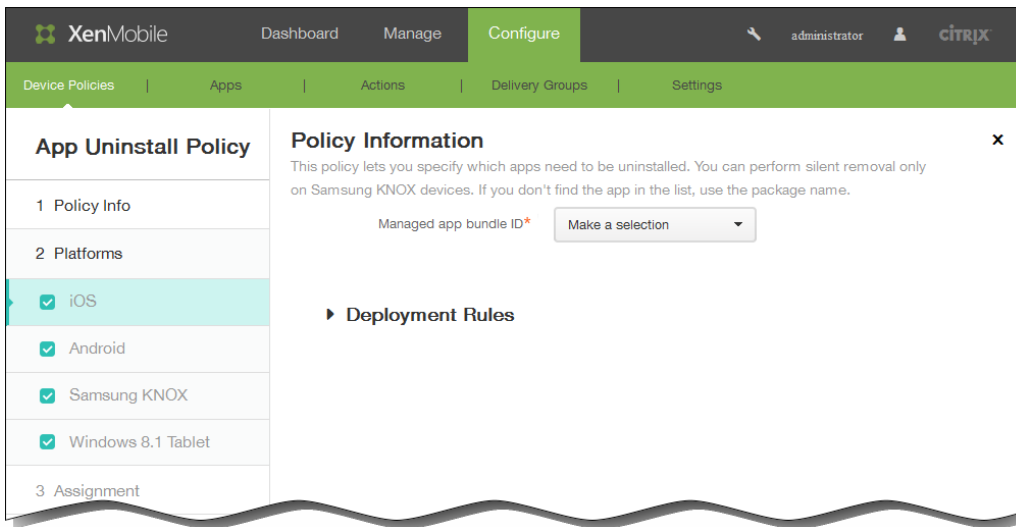 XenMobile Dashboard Manage Configure administrator CİTRIX
Device Policies | Apps | Actions | Delivery Groups | Settings
App Uninstall Policy
1 Policy Info
2 Platforms
iOS
Android
Samsung KNOX
Windows 8.1 Tablet
3 Assignment
Policy Information
This policy lets you specify which apps need to be uninstalled. You can perform silent removal only
on Samsung KNOX devices. If you don't find the app in the list, use the package name.
Managed app bundle ID* Make a selection
Deployment Rules